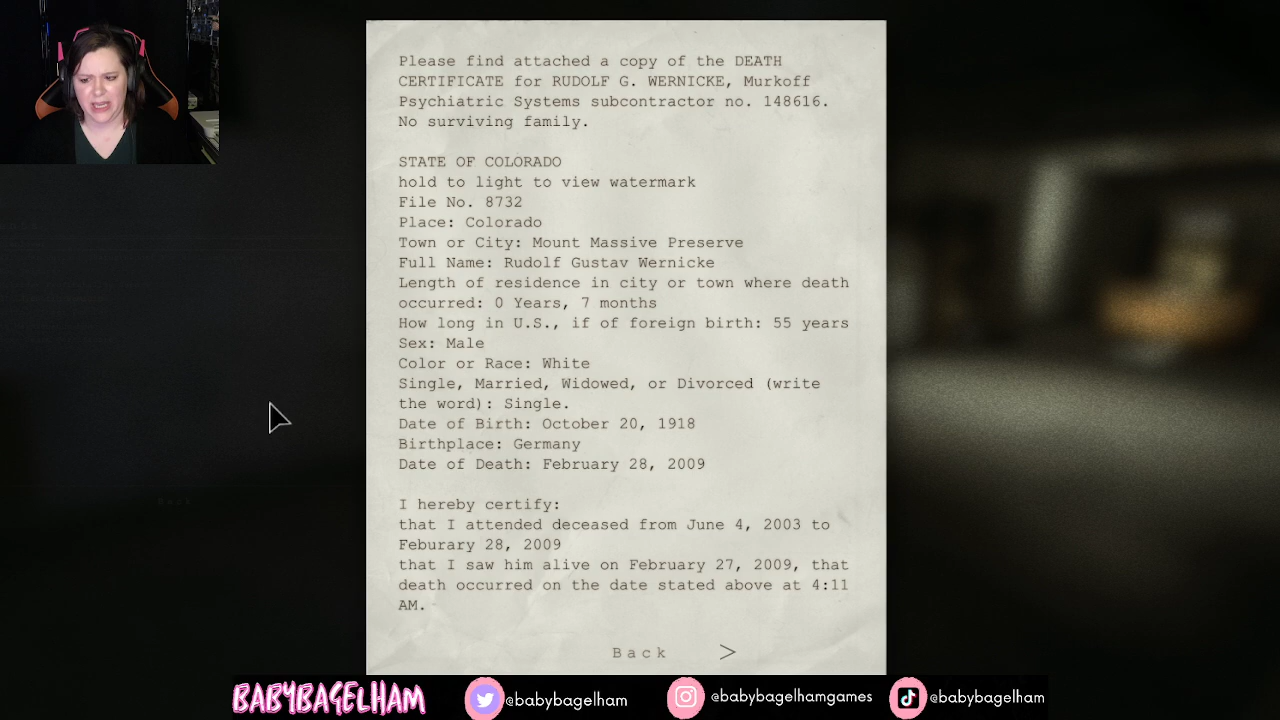 Please find attached a copy of the DEATH
CERTIFICATE for RUDOLF G. WERNICKE, Murkoff
Psychiatric Systems subcontractor no. 148616.
No surviving family.
STATE OF COLORADO
hold to light to view watermark
File No. 8732
Place: Colorado
Town or City: Mount Massive Preserve
Full Name: Rudolf Gustav Wernicke
Length of residence in city or town where death
occurred: 0 Years, 7 months
How long in U.S., if of foreign birth: 55 years
Sex: Male
Color or Race: White
Single, Married, Widowed, or Divorced (write
the word): Single.
Date of Birth: October 20, 1918
Birthplace: Germany
Date of Death: February 28, 2009
I hereby certify:
that I attended deceased from June 4, 2003 to
Feburary 28, 2009
that I saw him alive on February 27, 2009, that
death occurred on the date stated above at 4:11
AM.
Back >
BABYBAGELHAM
@babybagelham
@babybagelhamgames
@babybagelham